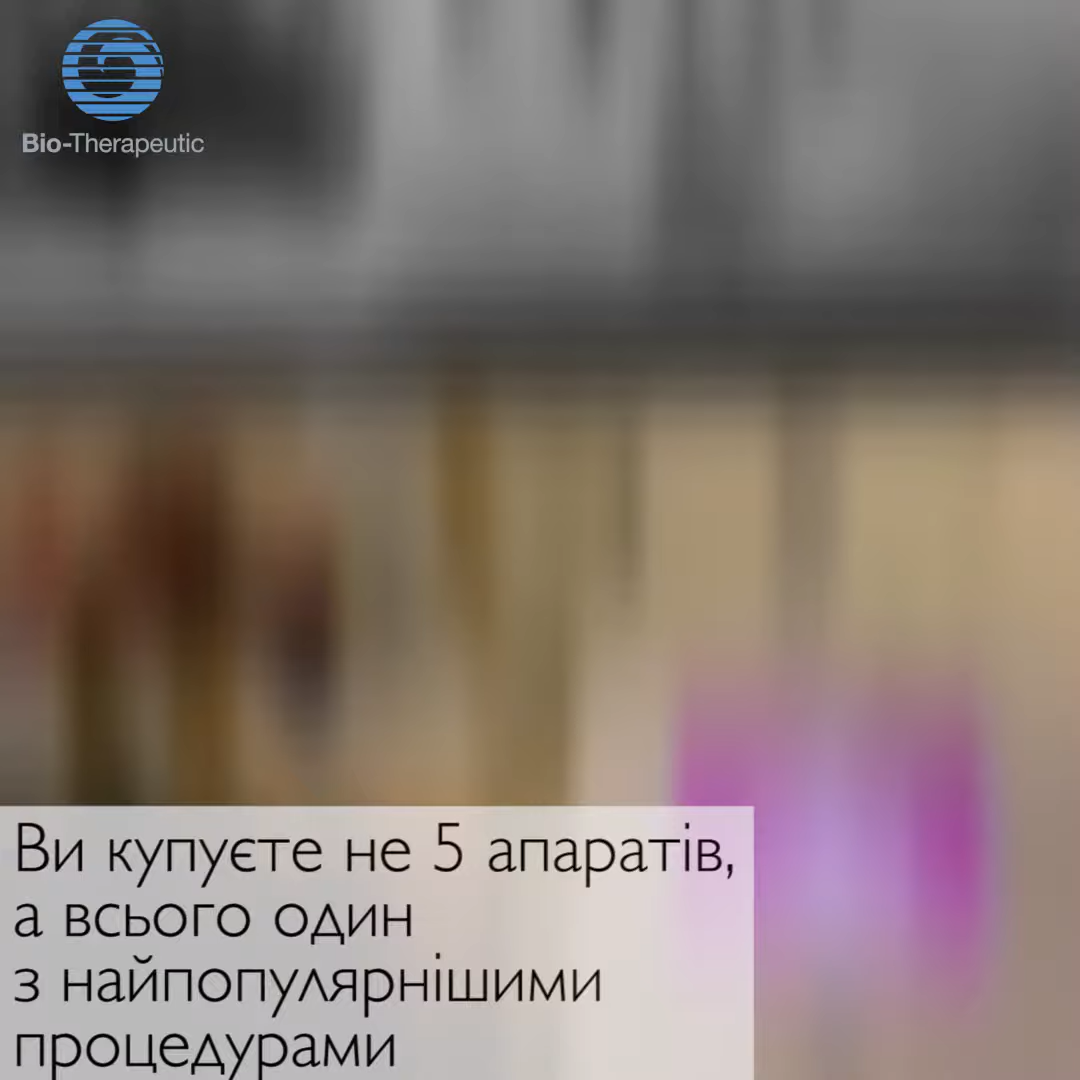 Bio-Therapeutic
Ви купуєте не 5 апаратів,
а всього один
з найпопулярнішими
процедурами